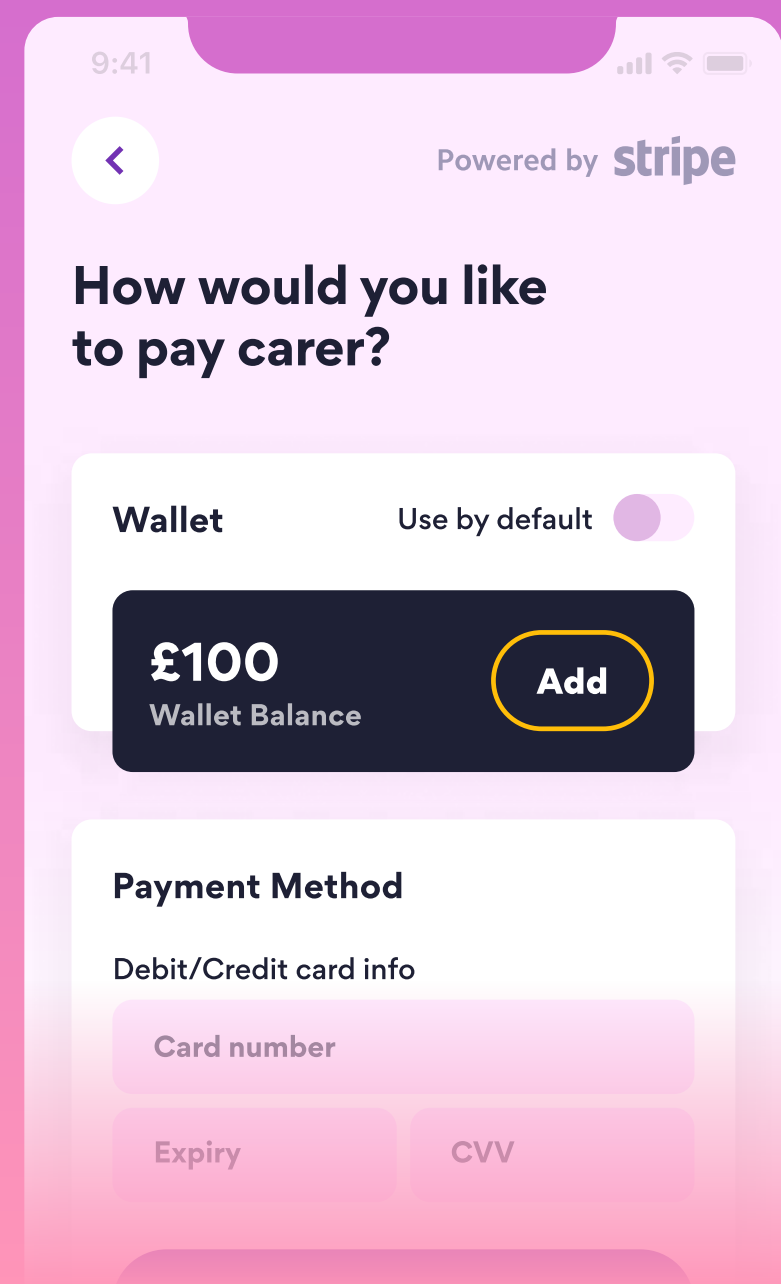 9:41
Powered by stripe
How would you like
to pay carer?
Wallet
Use by default
£100
Wallet Balance
Add
Payment Method
Debit/Credit card info
Card number
Expiry
CVV